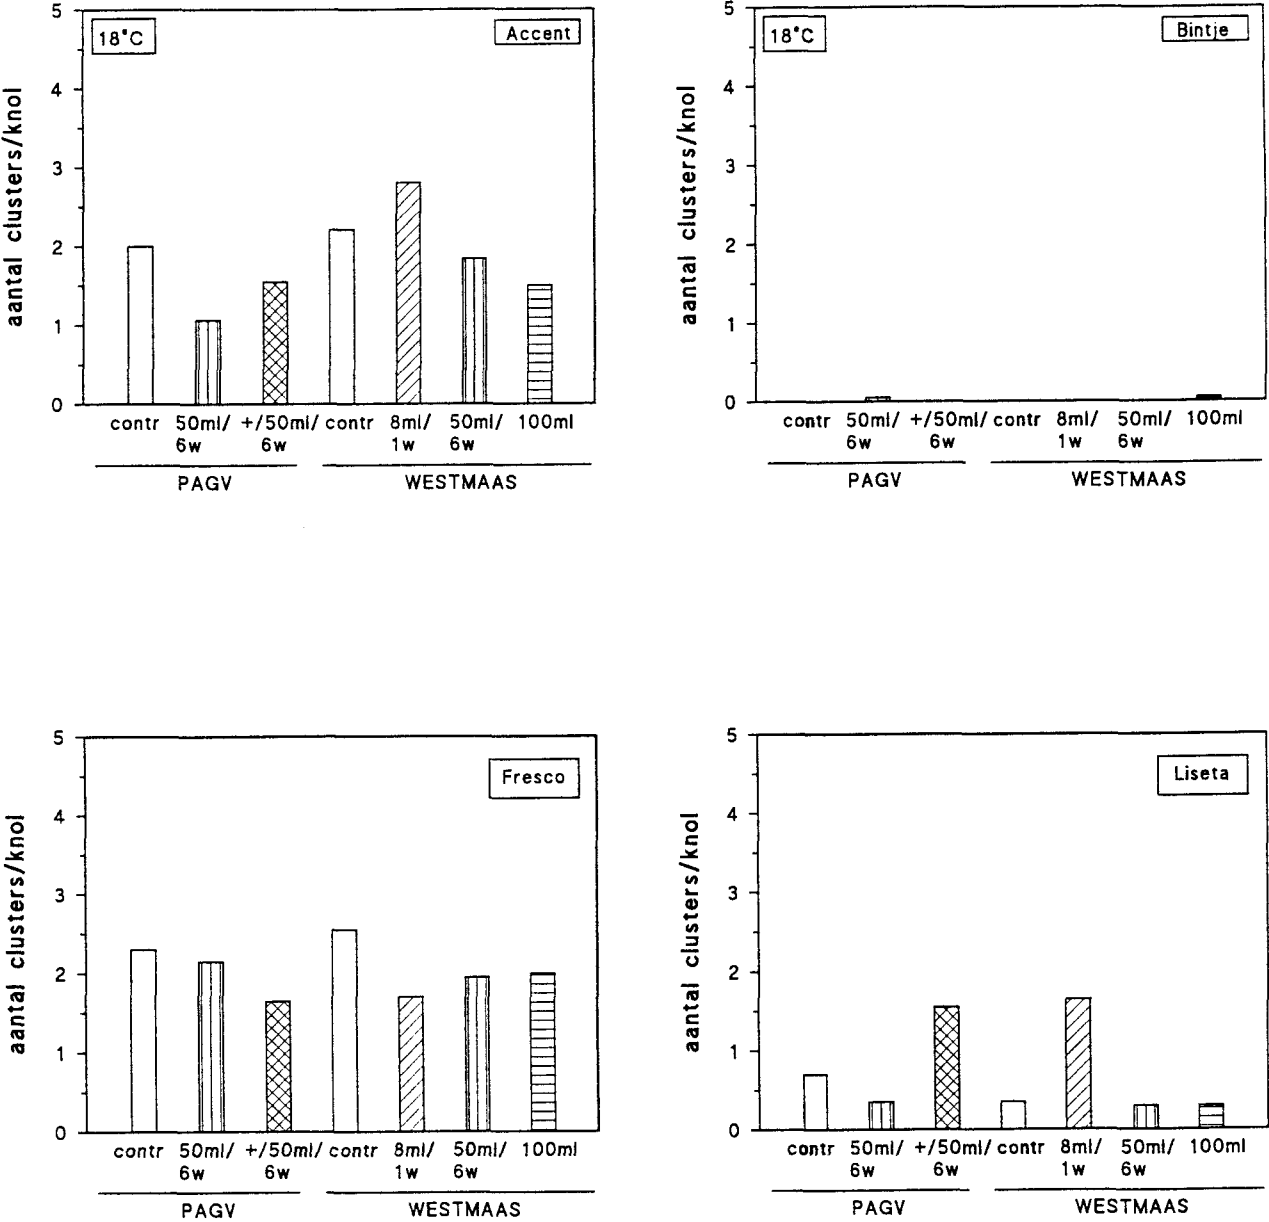 5
18°C
Accent
4
3
2
1
0
aantal clusters/knol
contr 50ml/ +/50ml/ contr 8ml/ 50ml/ 100ml
6w 6w 1w 6w
PAGV WESTMAAS
5
18°C
Bintje
4
3
2
1
0
aantal clusters/knol
contr 50ml/ +/50ml/ contr 8ml/ 50ml/ 100ml
6w 6w 1w 6w
PAGV WESTMAAS
5
Fresco
4
3
2
1
0
aantal clusters/knol
contr 50ml/ +/50ml/ contr 8ml/ 50ml/ 100ml
6w 6w 1w 6w
PAGV WESTMAAS
5
Liseta
4
3
2
1
0
aantal clusters/knol
contr 50ml/ +/50ml/ contr 8ml/ 50ml/ 100ml
6w 6w 1w 6w
PAGV WESTMAAS